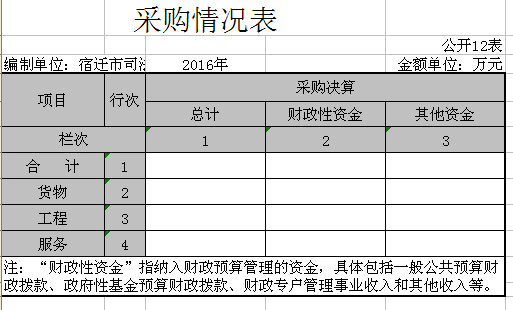 采购情况表
公开12表
编制单位：宿迁市司 2016年 金额单位：万元
项目 行次 采购决算
总计 财政性资金 其他资金
栏次 1 2 3
合 计 1
货物 2
工程 3
服务 4
注：“财政性资金”指纳入财政预算管理的资金，具体包括一般公共预算财
政拨款、政府性基金预算财政拨款、财政专户管理事业收入和其他收入等。